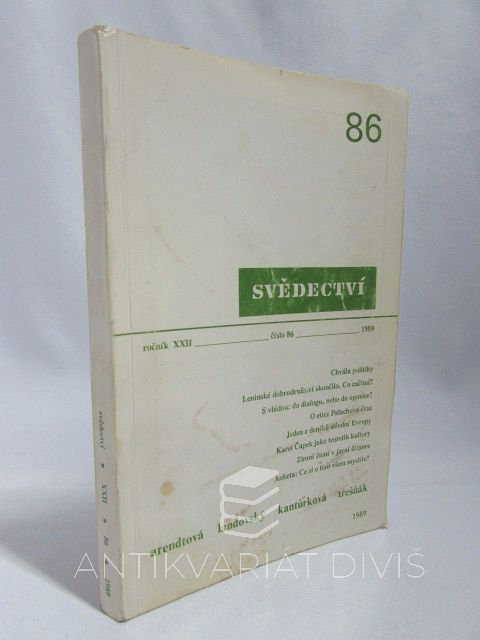 86
SVĚDECTVÍ
ročník XXII číslo 86 1989
Chvála politiky
Leninské dobrodružství skončilo. Co začíná?
S vládou: do dialogu, nebo do opozice?
O etice Palachova činu
Jeden z deníků střední Evropy
Karel Čapek jako teoretik kultury
Zimní čtení v jarní čítance
Anketa: Co si o tom všem myslíte?
arendtová landovský kantůrková třešňák
1989
svědectví • XXII • 86 • 1989
ANTIKVARIÁT DIVIŠ